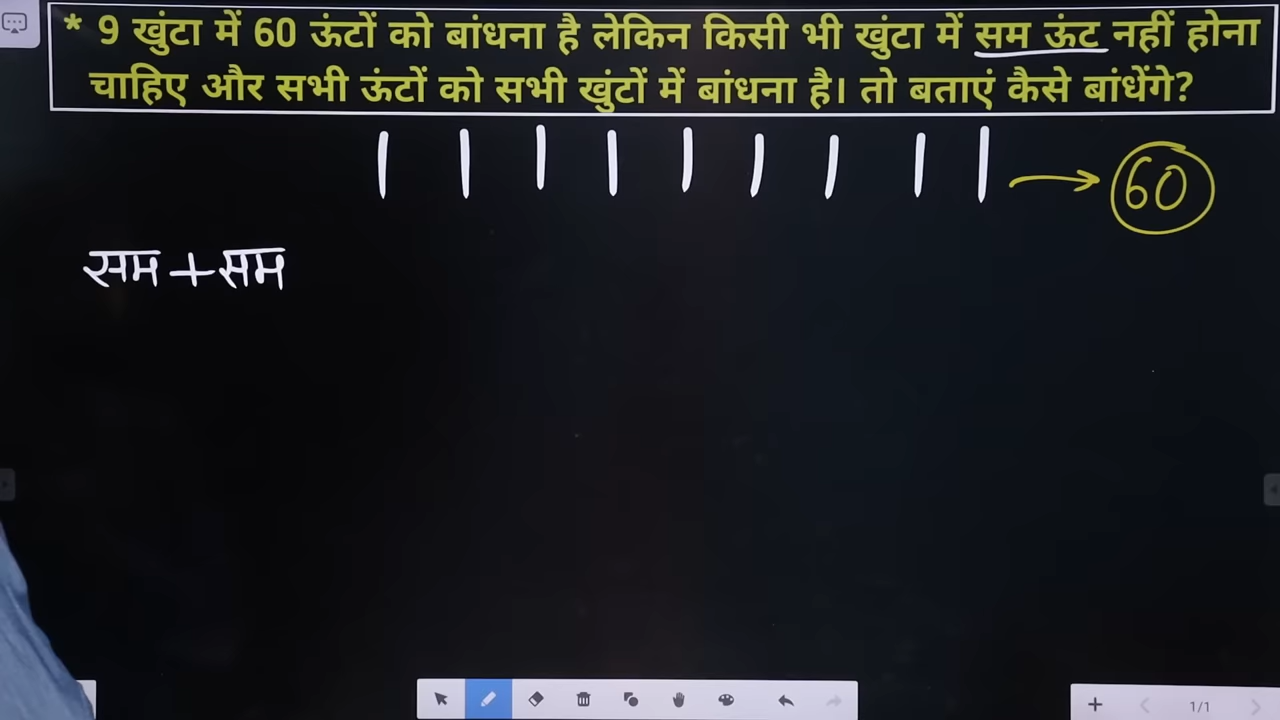 * 9 खुंटा में 60 ऊंटों को बांधना है लेकिन किसी भी खुंटा में सम ऊंट नहीं होना
चाहिए और सभी ऊंटों को सभी खुंटों में बांधना है। तो बताएं कैसे बांधेंगे?
60
सम + सम
1/1